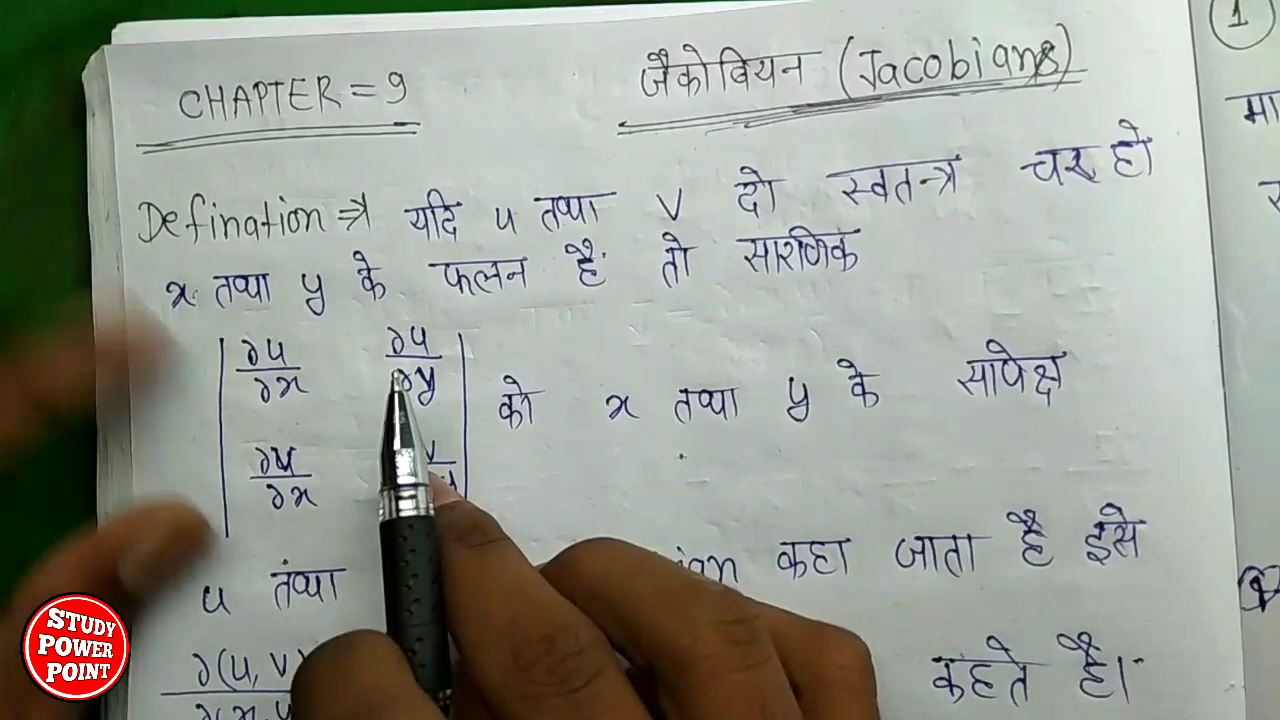 CHAPTER = 9
जैकोबियन (Jacobians)
Defination ⇒ यदि u तथा v दो स्वतन्त्र चर हो
x तथा y के फलन है तो सारणिक
∂u/∂x ∂u/∂y
को x तथा y के सापेक्ष
∂u/∂x
u तथा कहा जाता है इसे
∂(u, v)
कहते है।
1
STUDY
POWER
POINT